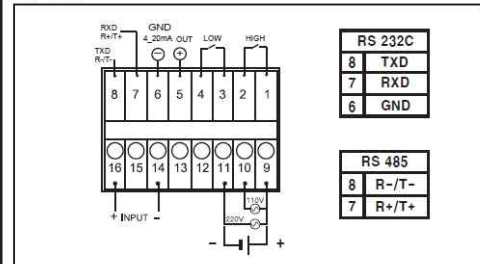 RXD GND
R+/T+ 4_20mA OUT LOW HIGH
TXD
R-/T-
− +
8 7 6 5 4 3 2 1
16 15 14 13 12 11 10 9
110V
+ INPUT − 220V
− +
RS 232C
8 TXD
7 RXD
6 GND
RS 485
8 R-/T-
7 R+/T+